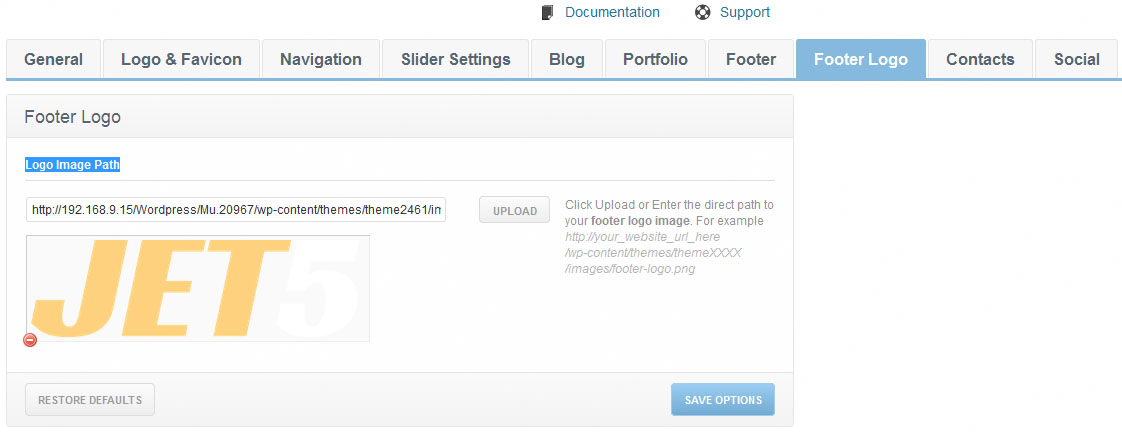 Documentation Support
General Logo & Favicon Navigation Slider Settings Blog Portfolio Footer Footer Logo Contacts Social
Footer Logo
Logo Image Path
http://192.168.9.15/Wordpress/Mu.20967/wp-content/themes/theme2461/im
UPLOAD
Click Upload or Enter the direct path to
your footer logo image. For example
http://your_website_url_here
/wp-content/themes/themeXXXX
/images/footer-logo.png
JET5
RESTORE DEFAULTS SAVE OPTIONS